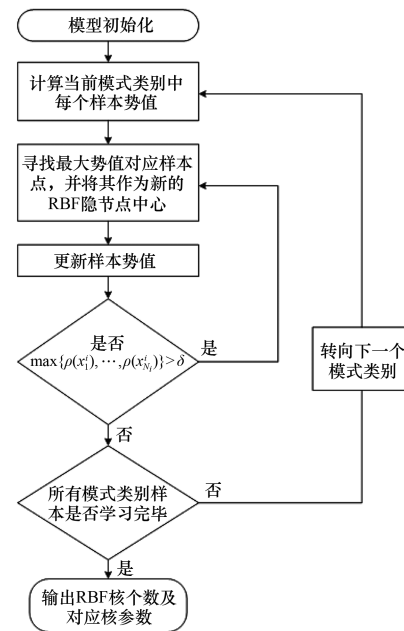 模型初始化
计算当前模式类别中
每个样本势值
寻找最大势值对应样本
点，并将其作为新的
RBF隐节点中心
更新样本势值
是否
max{ρ(x₁ⁱ),⋯,ρ(x_{N_i}ⁱ)}>δ
是
转向下一个
模式类别
否
所有模式类别样
本是否学习完毕
否
是
输出RBF核个数及
对应核参数